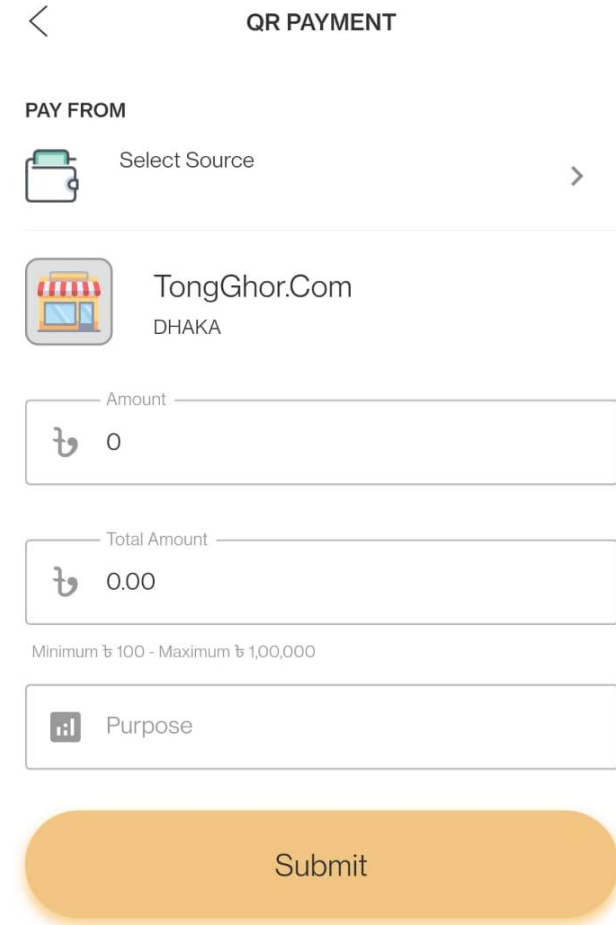 QR PAYMENT
PAY FROM
Select Source
TongGhor.Com
DHAKA
Amount
৳ 0
Total Amount
৳ 0.00
Minimum ৳ 100 - Maximum ৳ 1,00,000
Purpose
Submit